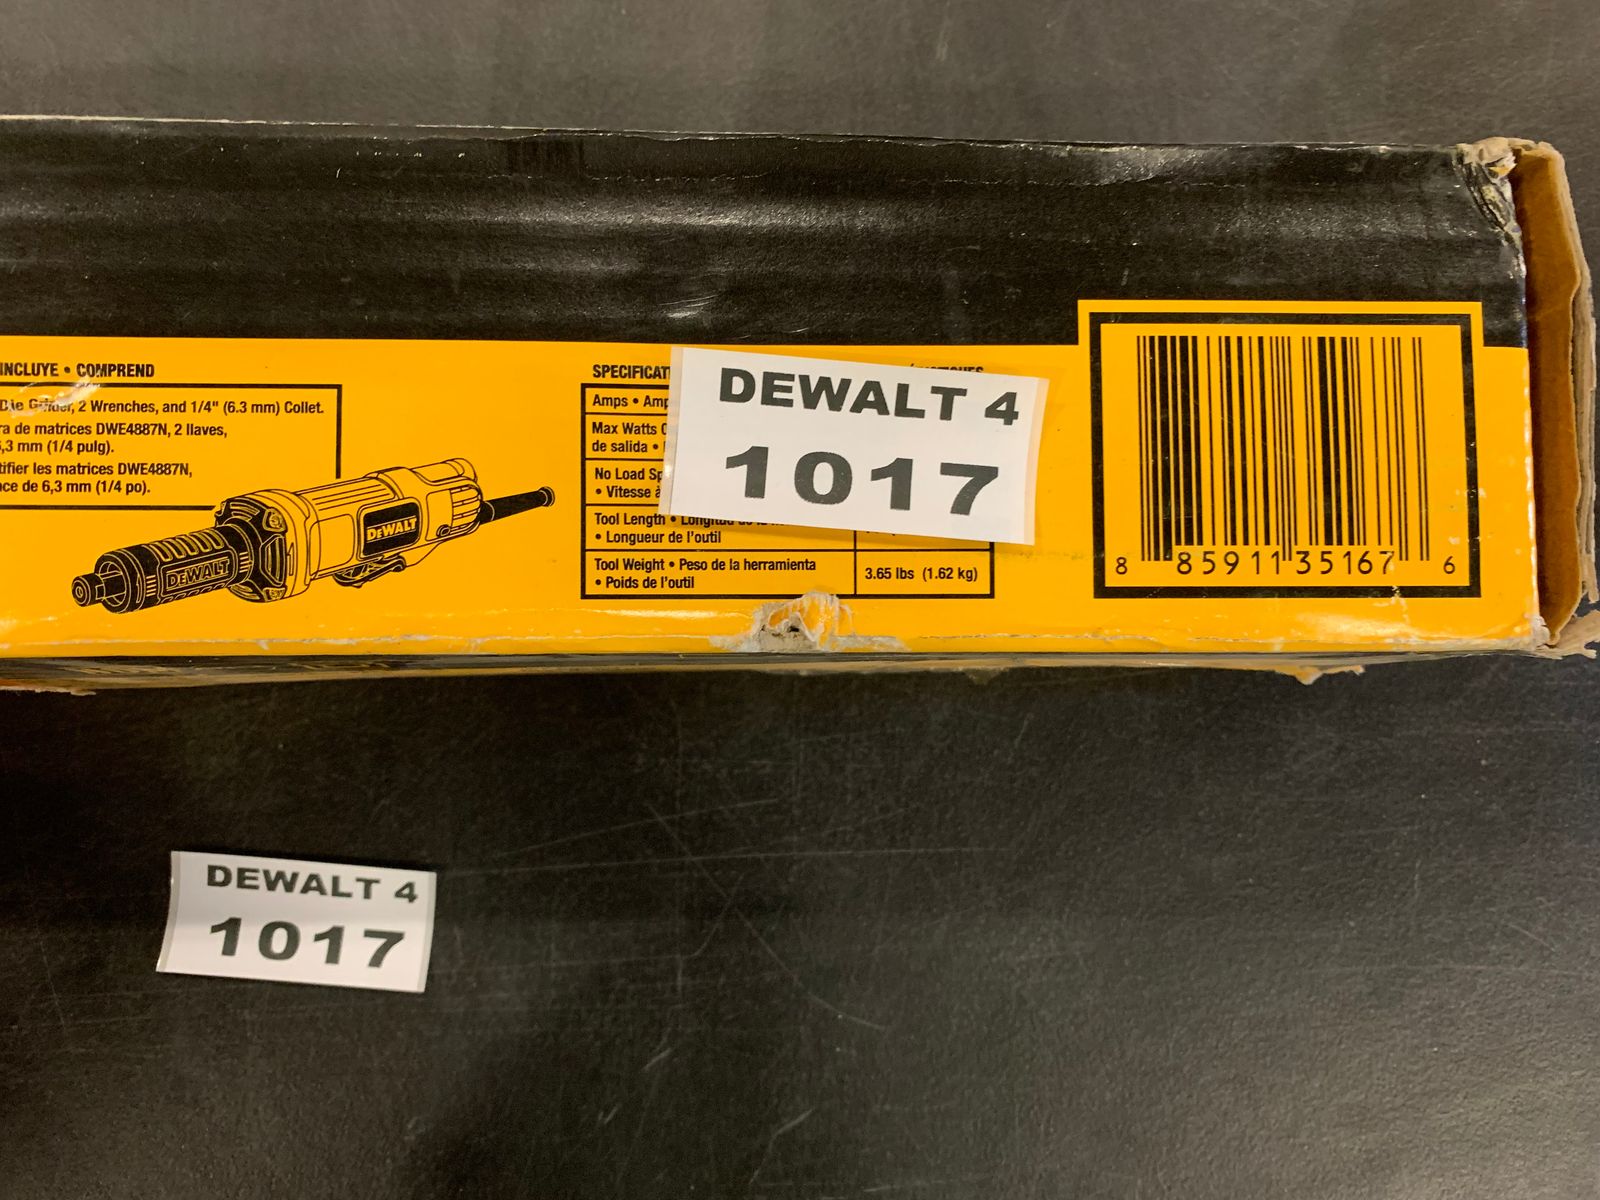 INCLUYE • COMPREND
Die Grinder, 2 Wrenches, and 1/4" (6.3 mm) Collet.
ra de matrices DWE4887N, 2 llaves,
6,3 mm (1/4 pulg).
tifier les matrices DWE4887N,
ce de 6,3 mm (1/4 po).
DEWALT
DEWALT
SPECIFICAT
Amps • Amp
Max Watts
de salida •
No Load Sp
• Vitesse à
Tool Length •
• Longueur de l'outil
Tool Weight • Peso de la herramienta
• Poids de l'outil
3.65 lbs (1.62 kg)
DEWALT 4
1017
8 85911 35167 6
DEWALT 4
1017